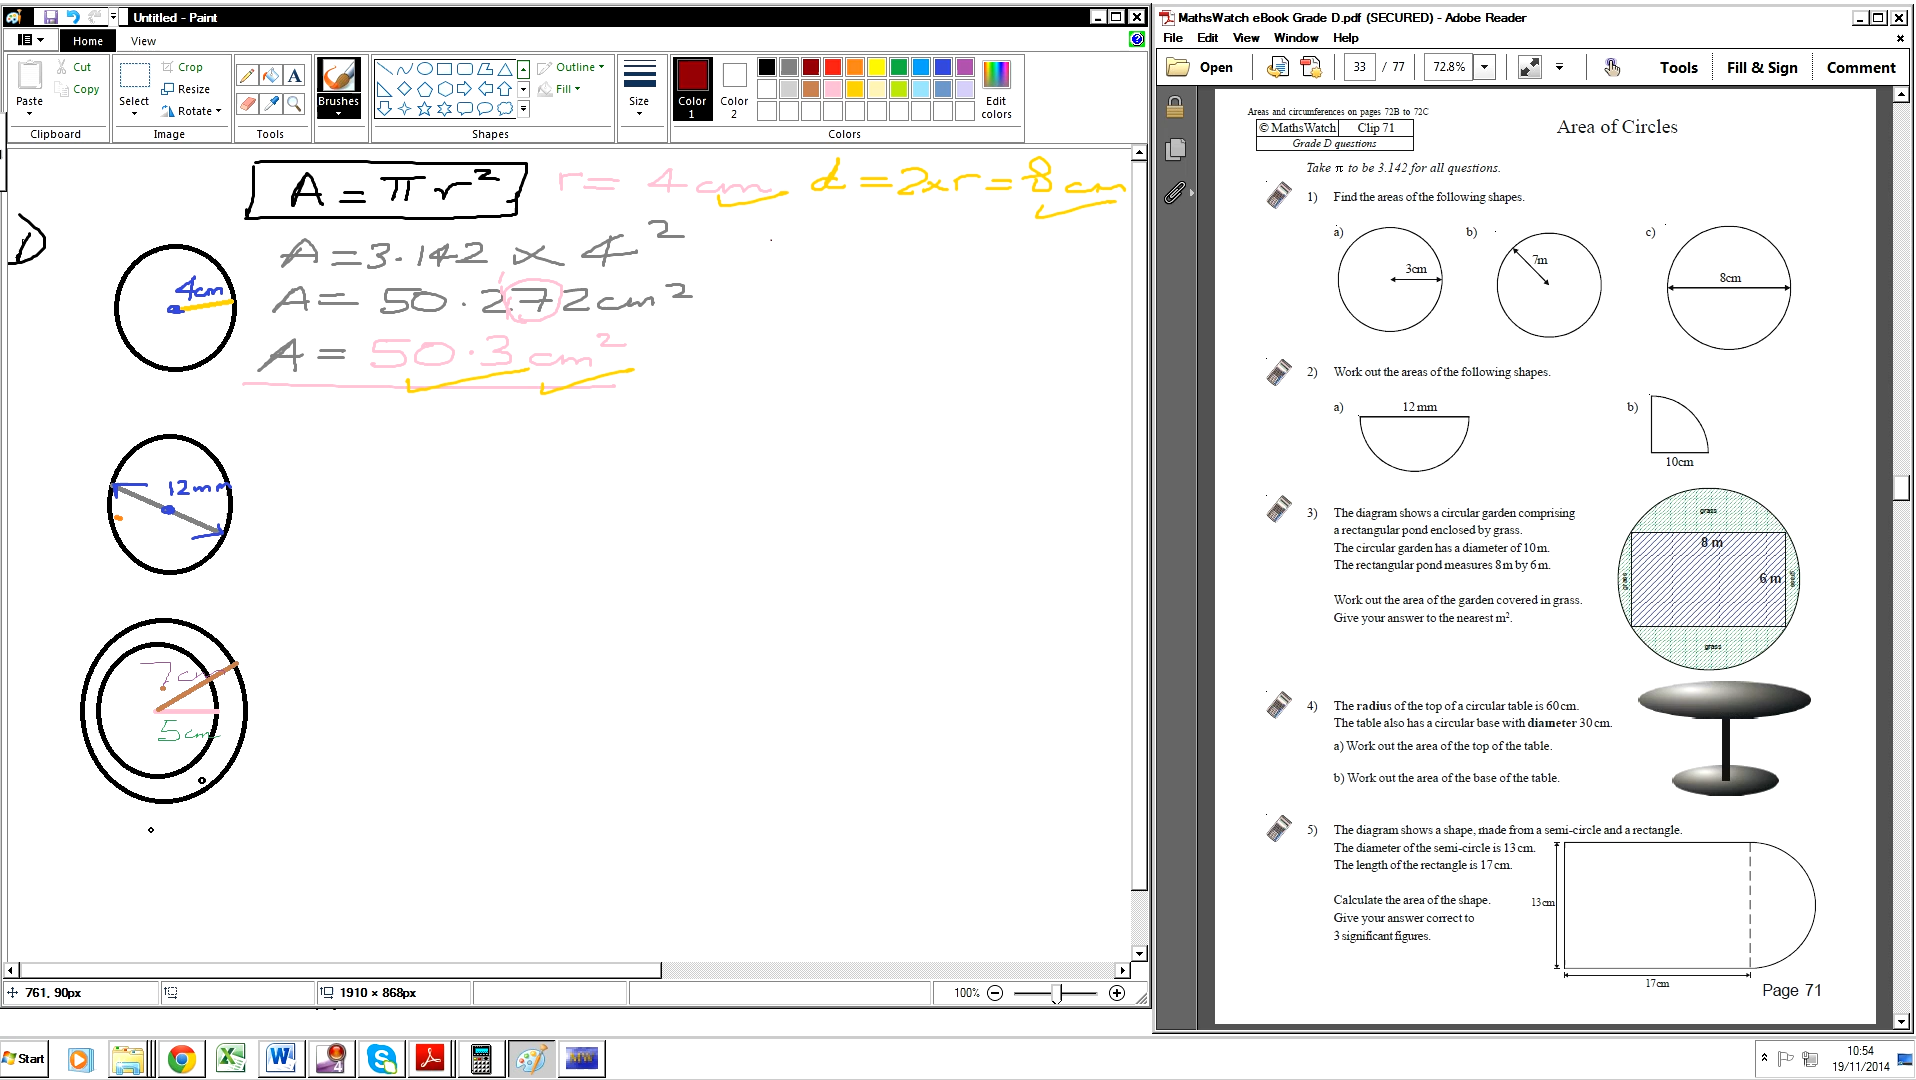 Untitled - Paint
Home
View
Paste
Cut
Copy
Clipboard
Select
Crop
Resize
Rotate
Image
A
Tools
Brushes
Shapes
Outline
Fill
Size
Color 1
Color 2
Edit colors
Colors
A = πr²
r = 4cm. d = 2×r = 8cm
D
4cm
A = 3.142 × 4²
A = 50.272cm²
A = 50.3cm²
12mm
7cm
5cm
761, 90px
1910 × 868px
100%
MathsWatch eBook Grade D.pdf (SECURED) - Adobe Reader
File Edit View Window Help
Open
33 / 77
72.8%
Tools
Fill & Sign
Comment
Areas and circumferences on pages 72B to 72C
© MathsWatch Clip 71
Grade D questions
Area of Circles
Take π to be 3.142 for all questions.
1) Find the areas of the following shapes.
a) 3cm
b) 7m
c) 8cm
2) Work out the areas of the following shapes.
a) 12mm
b) 10cm
3) The diagram shows a circular garden comprising
a rectangular pond enclosed by grass.
The circular garden has a diameter of 10m.
The rectangular pond measures 8m by 6m.
Work out the area of the garden covered in grass.
Give your answer to the nearest m².
grass
8 m
6 m
grass
grass
grass
4) The radius of the top of a circular table is 60cm.
The table also has a circular base with diameter 30cm.
a) Work out the area of the top of the table.
b) Work out the area of the base of the table.
5) The diagram shows a shape, made from a semi-circle and a rectangle.
The diameter of the semi-circle is 13cm.
The length of the rectangle is 17cm.
Calculate the area of the shape.
Give your answer correct to
3 significant figures.
13cm
17cm
Page 71
Start
10:54
19/11/2014